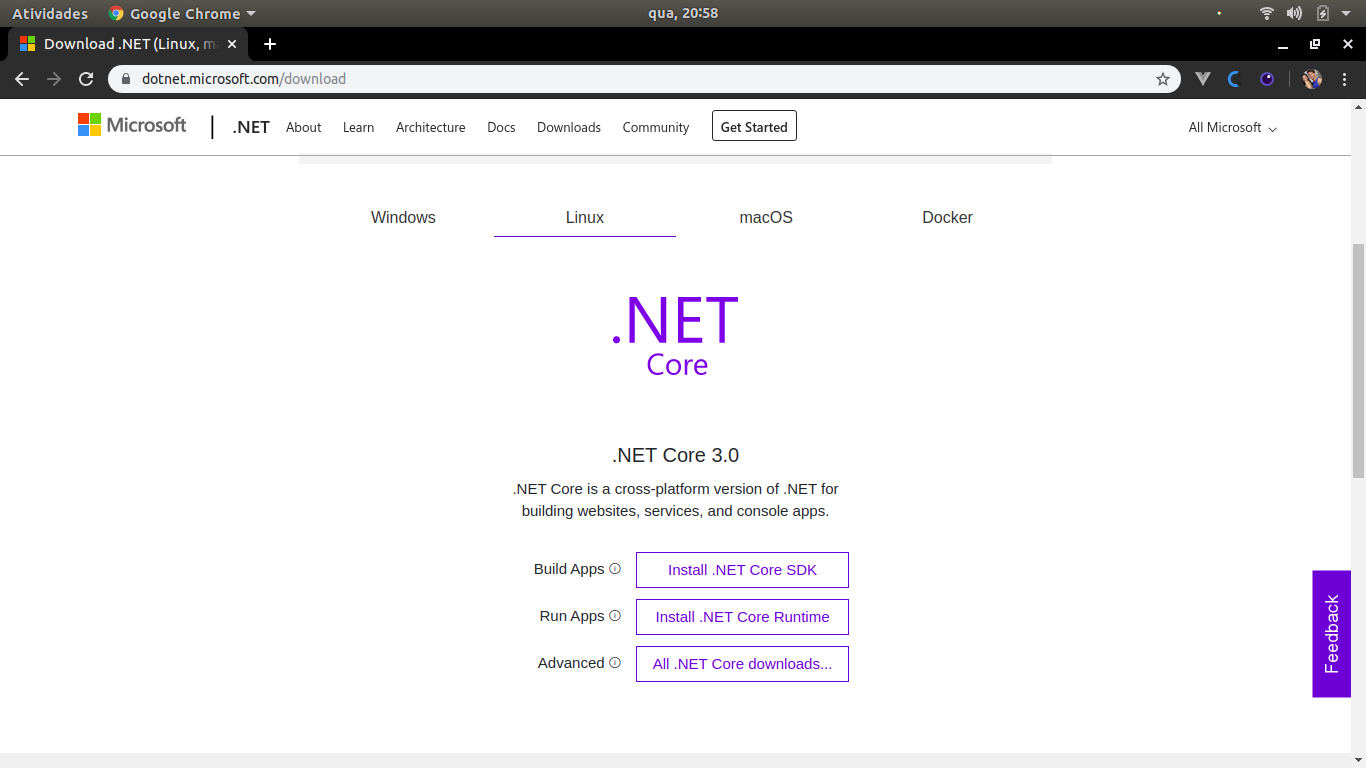 Atividades Google Chrome qua, 20:58
Download .NET (Linux, m
dotnet.microsoft.com/download
Microsoft .NET About Learn Architecture Docs Downloads Community Get Started All Microsoft
Windows Linux macOS Docker
.NET
Core
.NET Core 3.0
.NET Core is a cross-platform version of .NET for
building websites, services, and console apps.
Build Apps Install .NET Core SDK
Run Apps Install .NET Core Runtime
Advanced All .NET Core downloads...
Feedback